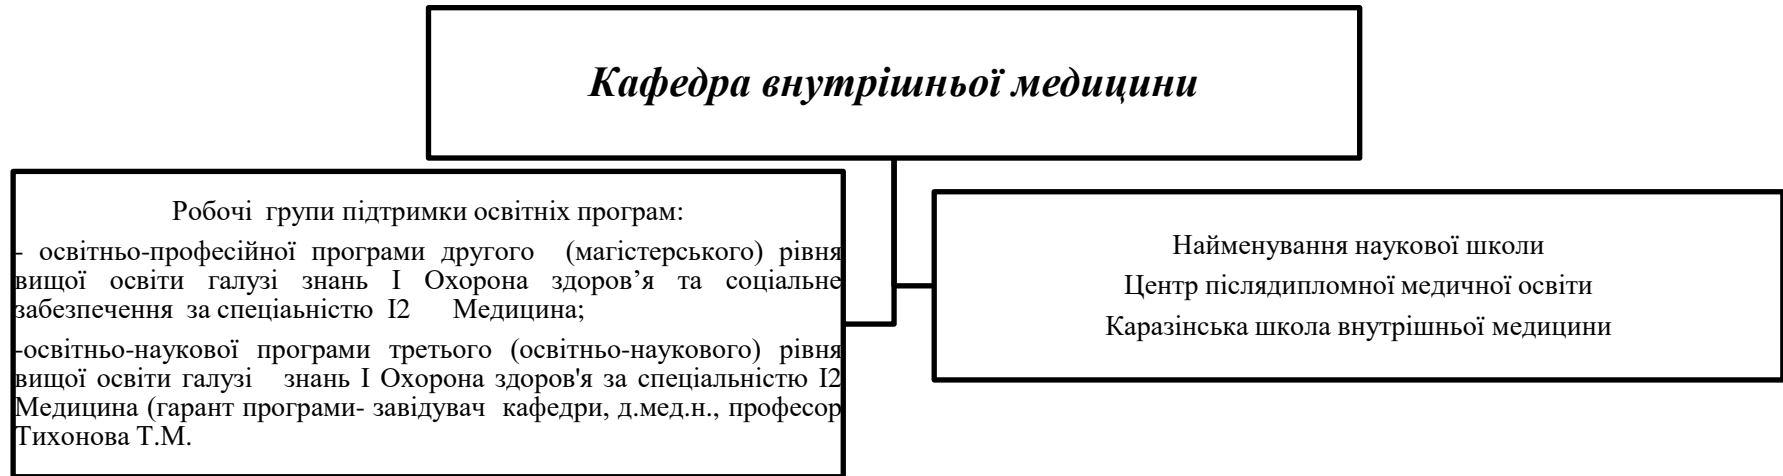 Кафедра внутрішньої медицини
Робочі групи підтримки освітніх програм:
- освітньо-професійної програми другого (магістерського) рівня
вищої освіти галузі знань І Охорона здоров’я та соціальне
забезпечення за спеціаьністю І2 Медицина;
-освітньо-наукової програми третього (освітньо-наукового) рівня
вищої освіти галузі знань І Охорона здоров'я за спеціальністю І2
Медицина (гарант програми- завідувач кафедри, д.мед.н., професор
Тихонова Т.М.
Найменування наукової школи
Центр післядипломної медичної освіти
Каразінська школа внутрішньої медицини